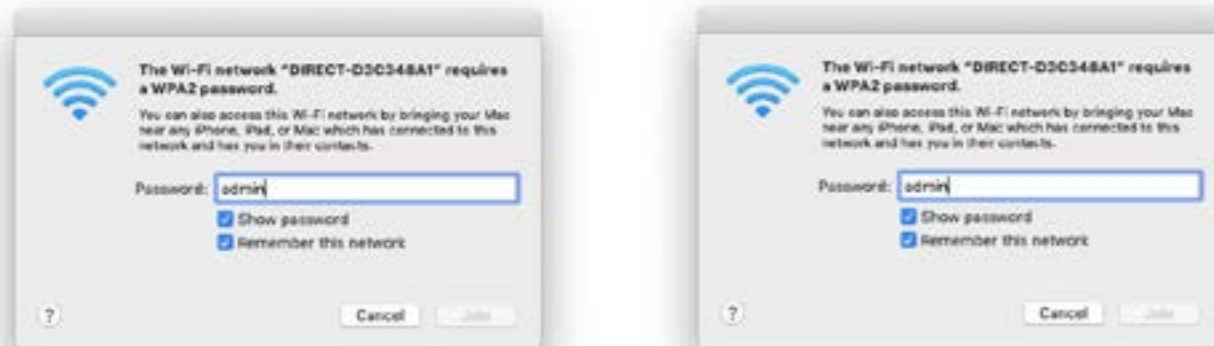 The Wi-Fi network "DIRECT-D3C348A1" requires
a WPA2 password.
You can also access this Wi-Fi network by bringing your Mac
near any iPhone, iPad, or Mac which has connected to this
network and has you in their contacts.
Password: admin
Show password
Remember this network
? Cancel Join
The Wi-Fi network "DIRECT-D3C348A1" requires
a WPA2 password.
You can also access this Wi-Fi network by bringing your Mac
near any iPhone, iPad, or Mac which has connected to this
network and has you in their contacts.
Password: admin
Show password
Remember this network
? Cancel Join